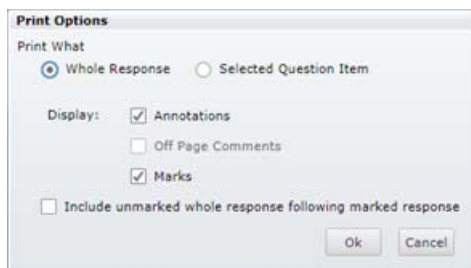 Print Options
Print What
Whole Response Selected Question Item
Display: Annotations
Off Page Comments
Marks
Include unmarked whole response following marked response
Ok Cancel